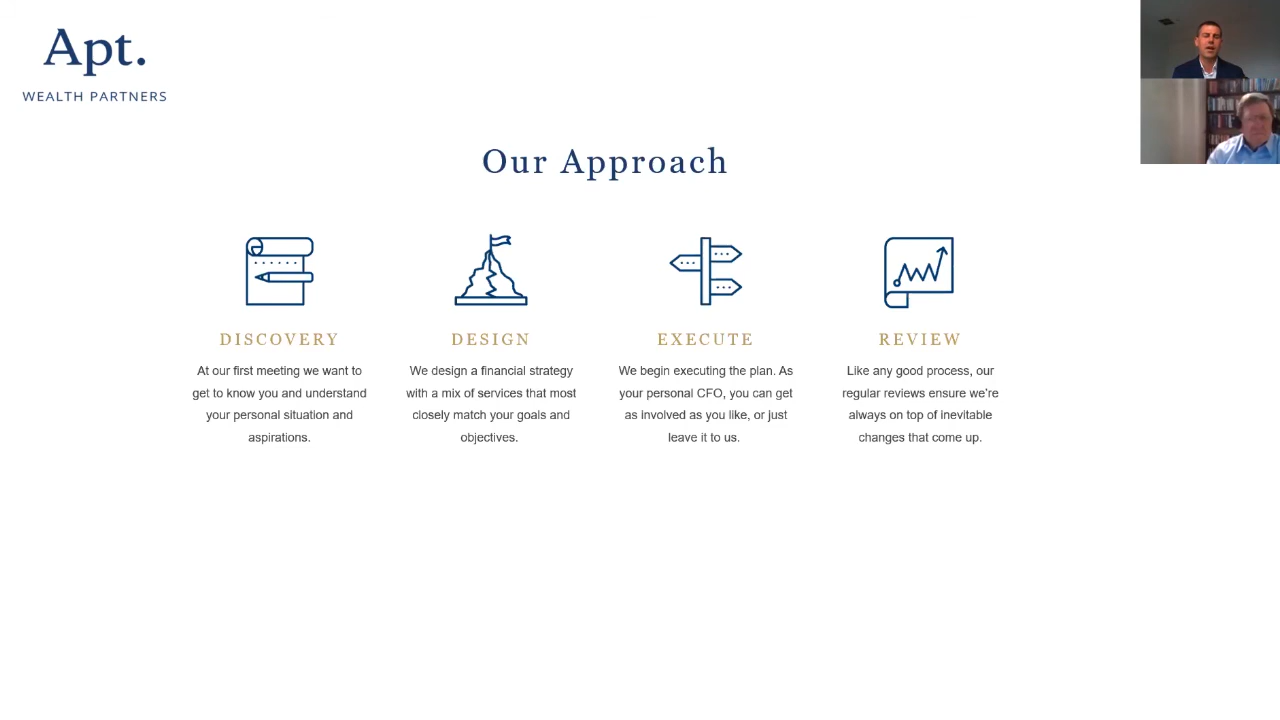 Apt.
WEALTH PARTNERS
Our Approach
DISCOVERY
At our first meeting we want to
get to know you and understand
your personal situation and
aspirations.
DESIGN
We design a financial strategy
with a mix of services that most
closely match your goals and
objectives.
EXECUTE
We begin executing the plan. As
your personal CFO, you can get
as involved as you like, or just
leave it to us.
REVIEW
Like any good process, our
regular reviews ensure we're
always on top of inevitable
changes that come up.